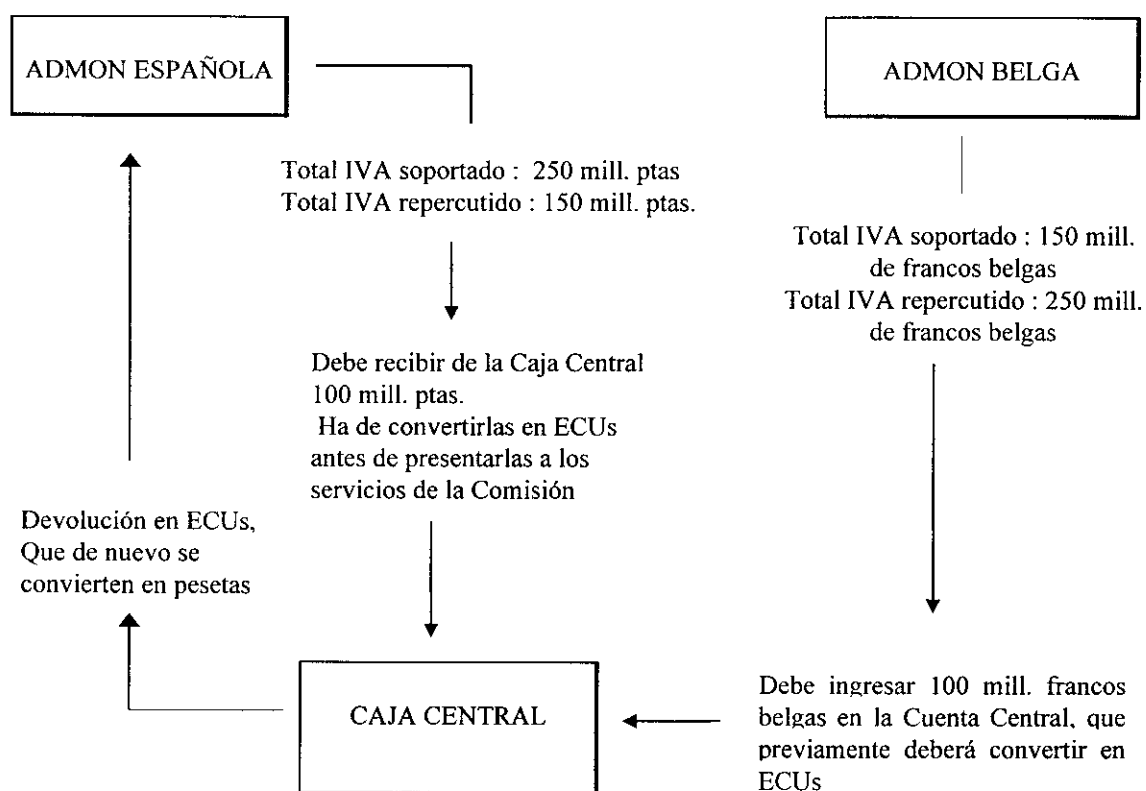 ADMON ESPAÑOLA
ADMON BELGA
Total IVA soportado : 250 mill. ptas
Total IVA repercutido : 150 mill. ptas.
Total IVA soportado : 150 mill.
de francos belgas
Total IVA repercutido : 250 mill.
de francos belgas
Debe recibir de la Caja Central
100 mill. ptas.
Ha de convertirlas en ECUs
antes de presentarlas a los
servicios de la Comisión
Devolución en ECUs,
Que de nuevo se
convierten en pesetas
CAJA CENTRAL
Debe ingresar 100 mill. francos
belgas en la Cuenta Central, que
previamente deberá convertir en
ECUs